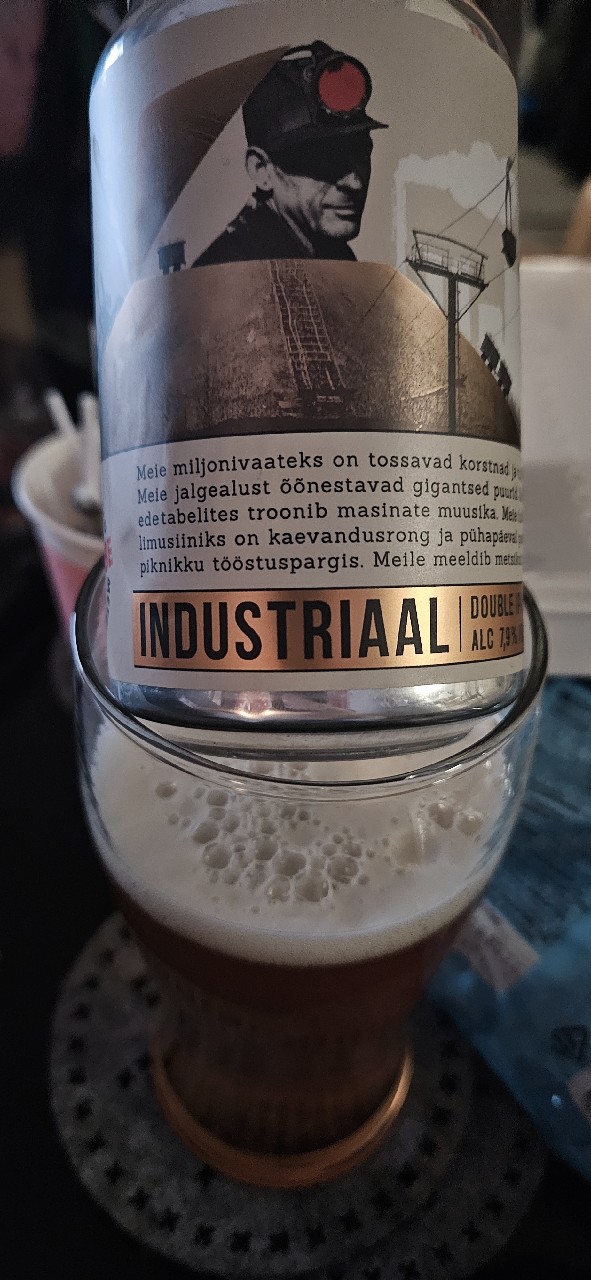 Meie miljonivaateks on tossavad korstnad
Meie jalgealust õõnestavad gigantsed
edetabelites troonib masinate muusika. Meie
limusiiniks on kaevandusrong ja pühapäeval
piknikku tööstuspargis. Meile meeldib
INDUSTRIAAL
DOUBLE
ALC 7,9%